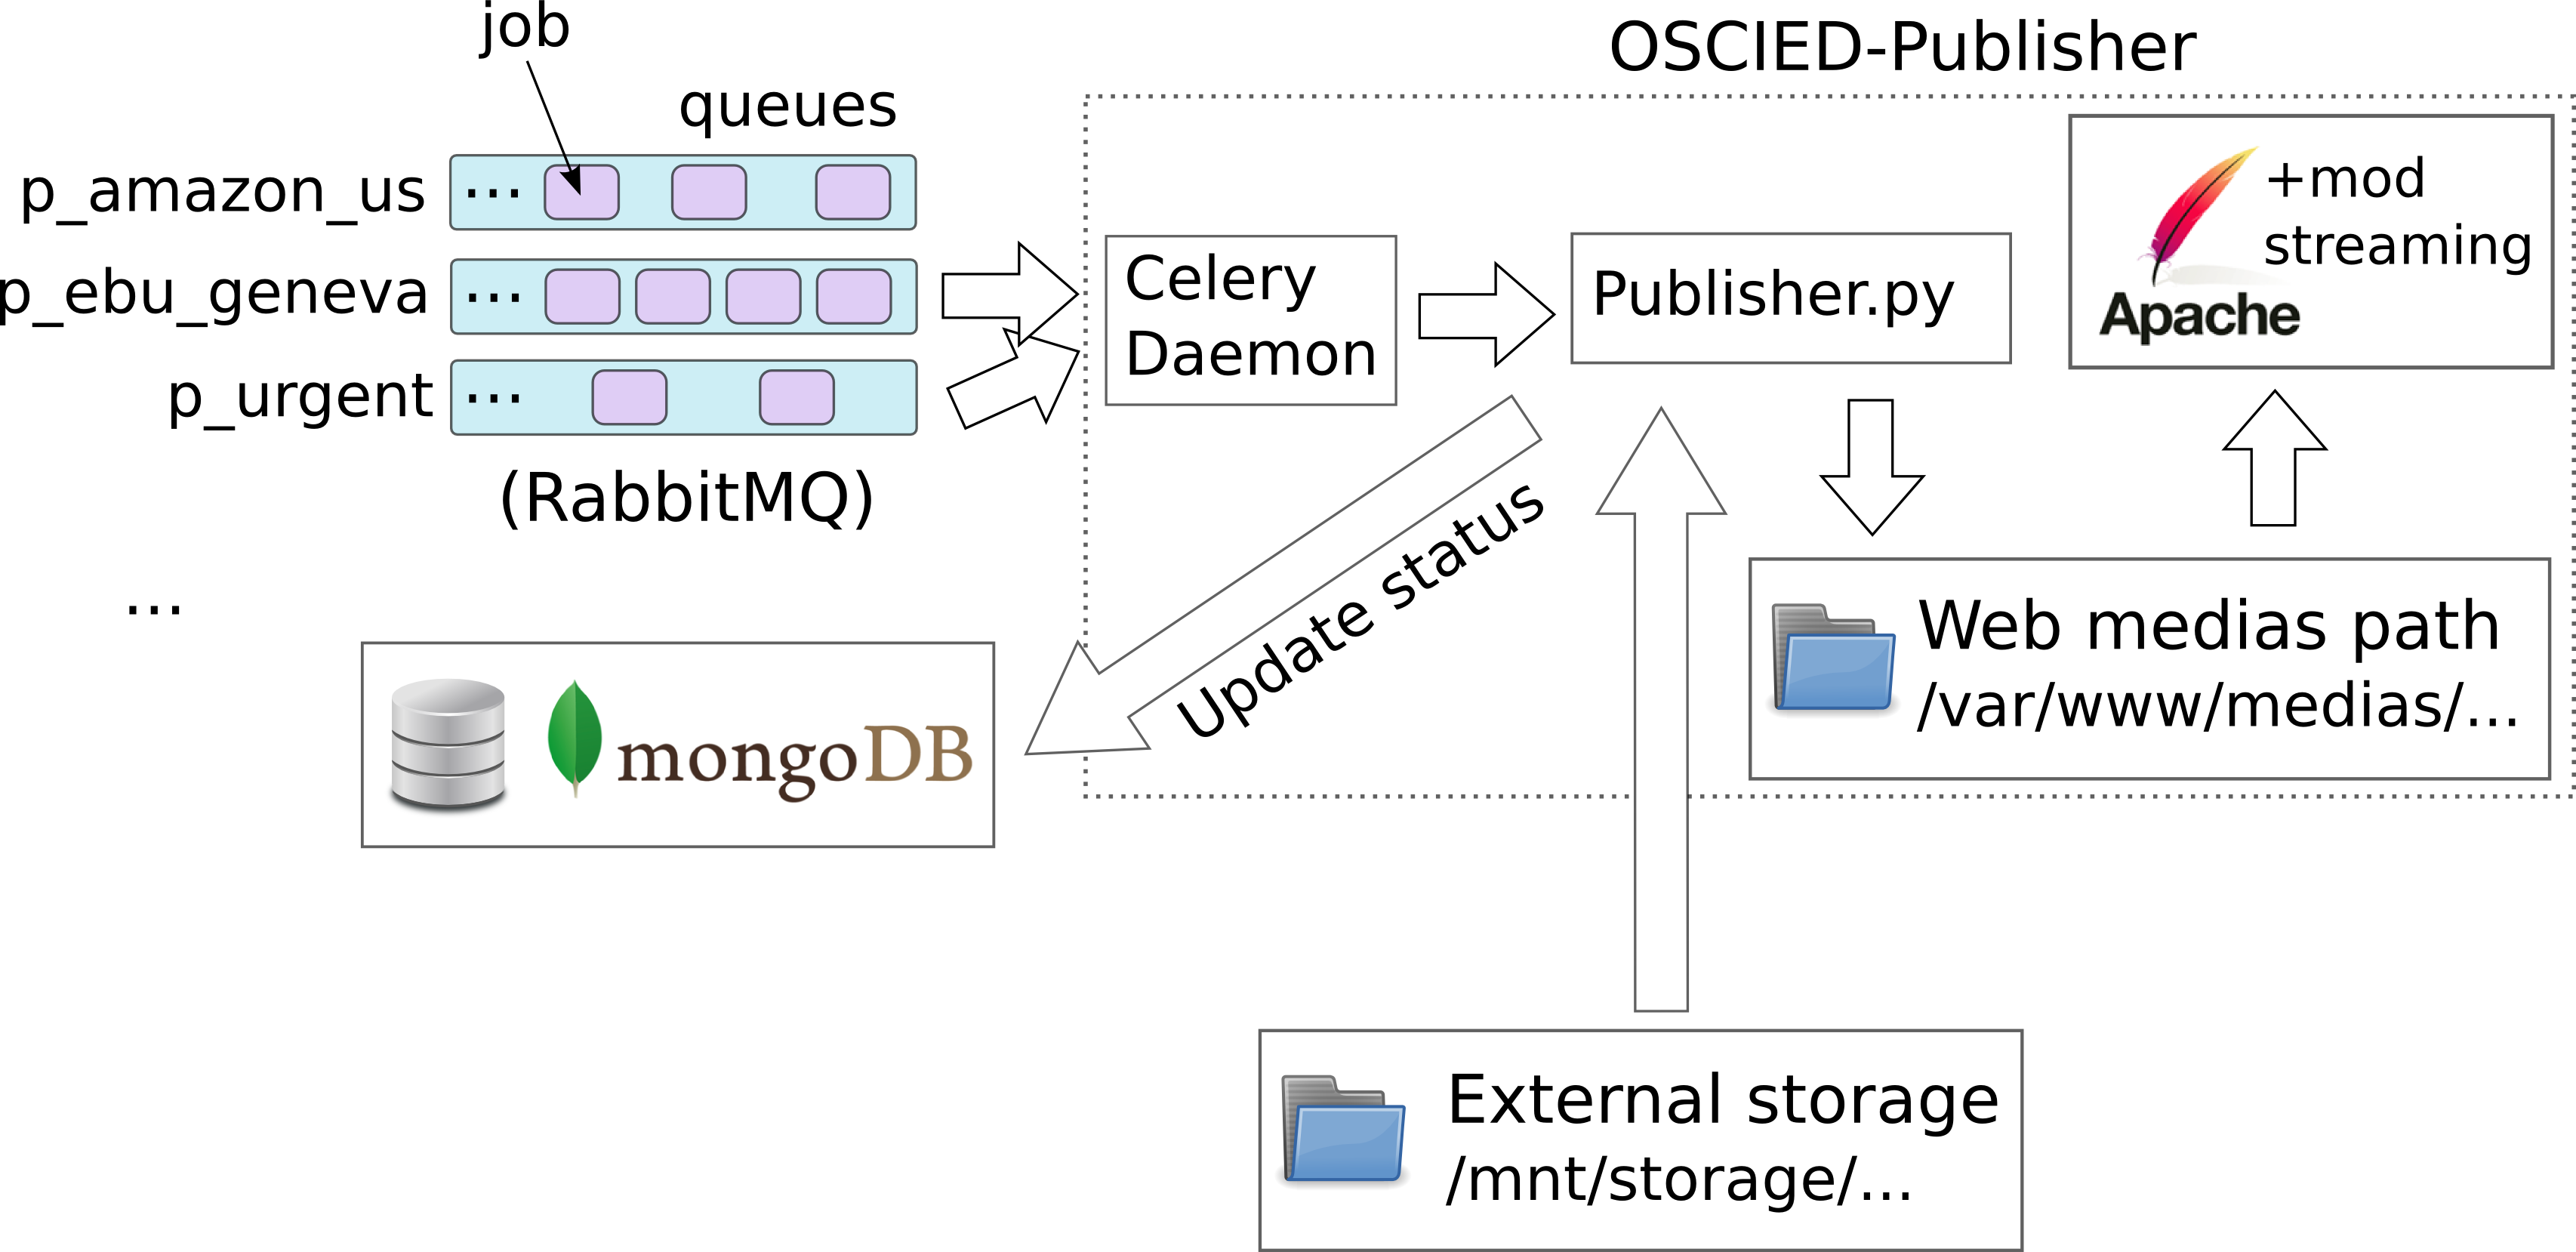 job
queues
OSCIED-Publisher
p_amazon_us
...
p_ebu_geneva
...
p_urgent
...
(RabbitMQ)
...
Celery
Daemon
Publisher.py
+mod
streaming
Apache
Update status
mongoDB
Web medias path
/var/www/medias/...
External storage
/mnt/storage/...